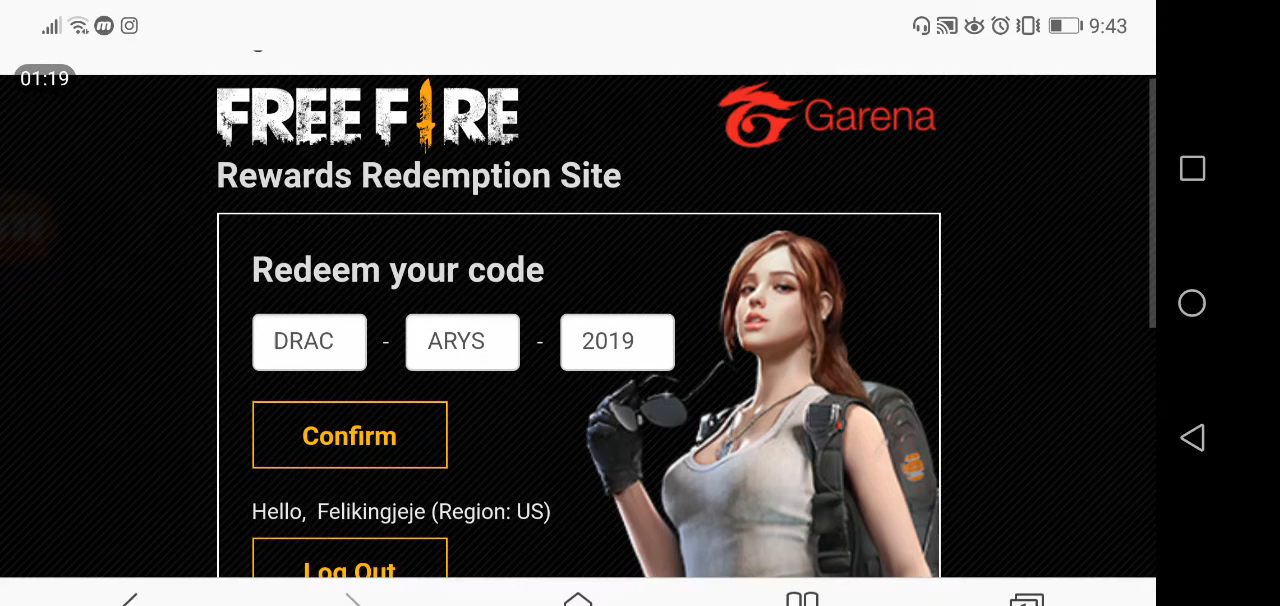 9:43
01:19
FREE FIRE
Garena
Rewards Redemption Site
Redeem your code
DRAC - ARYS - 2019
Confirm
Hello, Felikingjeje (Region: US)
Log Out